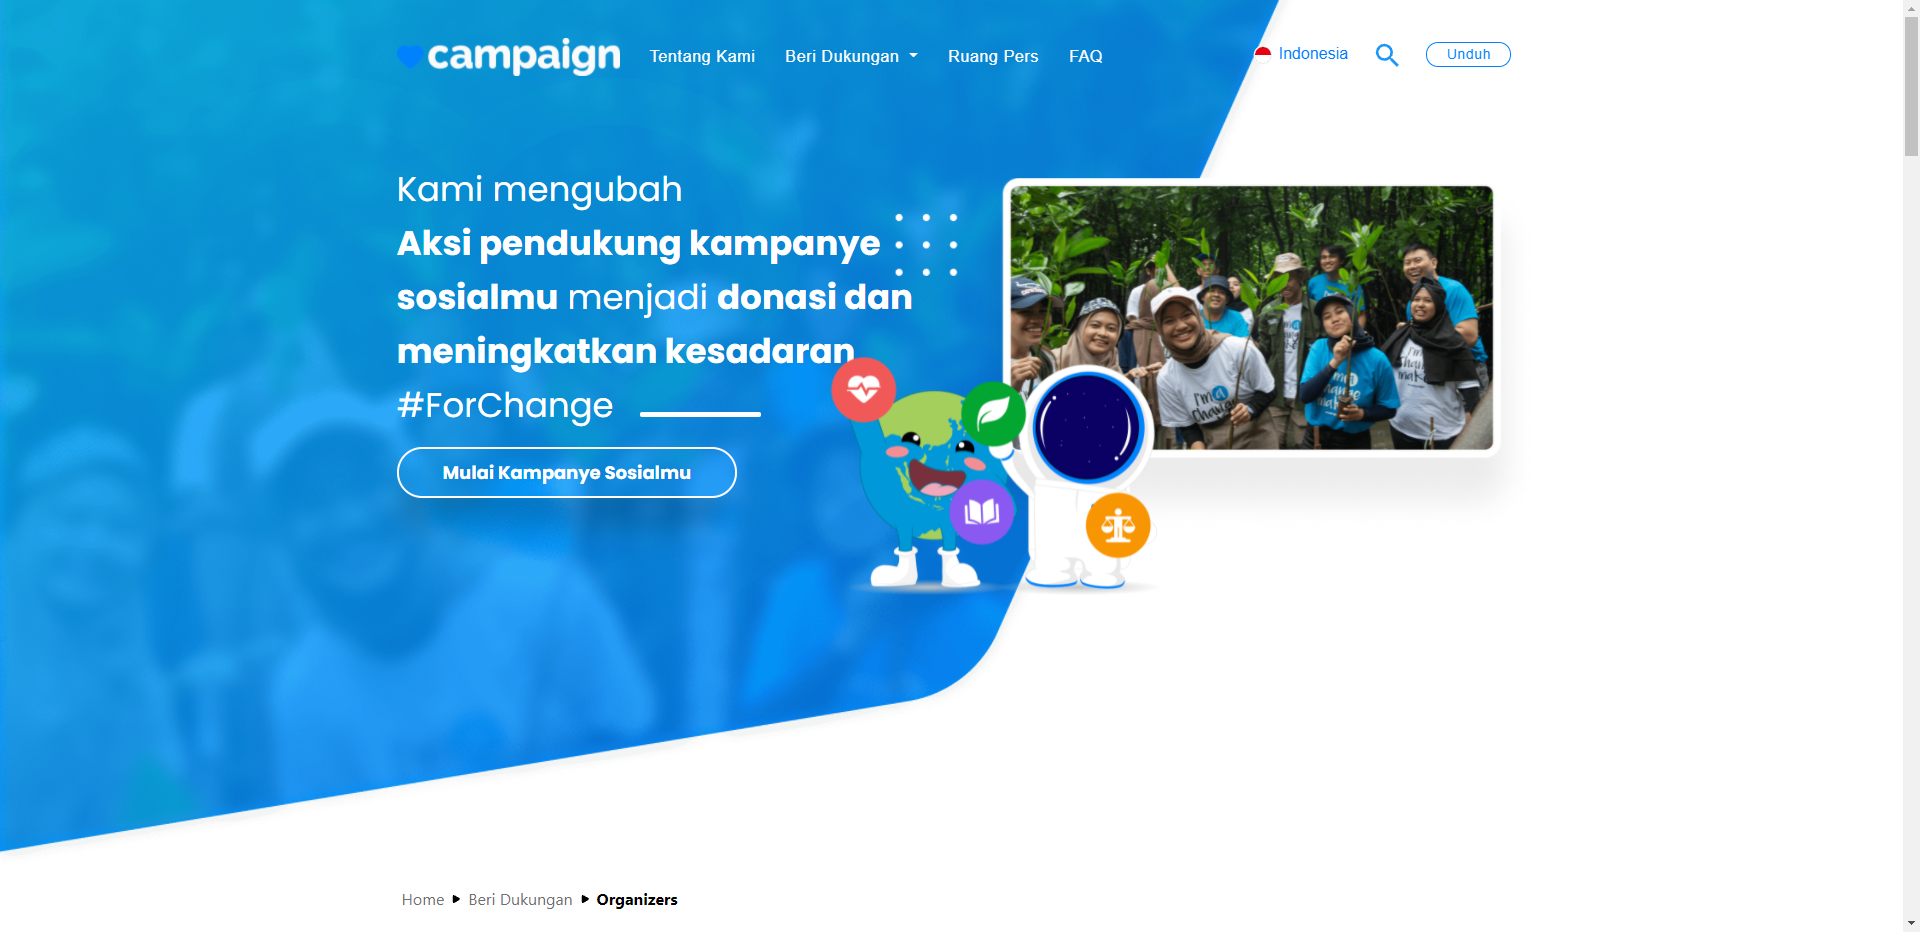 campaign
Tentang Kami
Beri Dukungan
Ruang Pers
FAQ
Indonesia
Unduh
Kami mengubah
Aksi pendukung kampanye
sosialmu menjadi donasi dan
meningkatkan kesadaran
#ForChange
Mulai Kampanye Sosialmu
Home
Beri Dukungan
Organizers